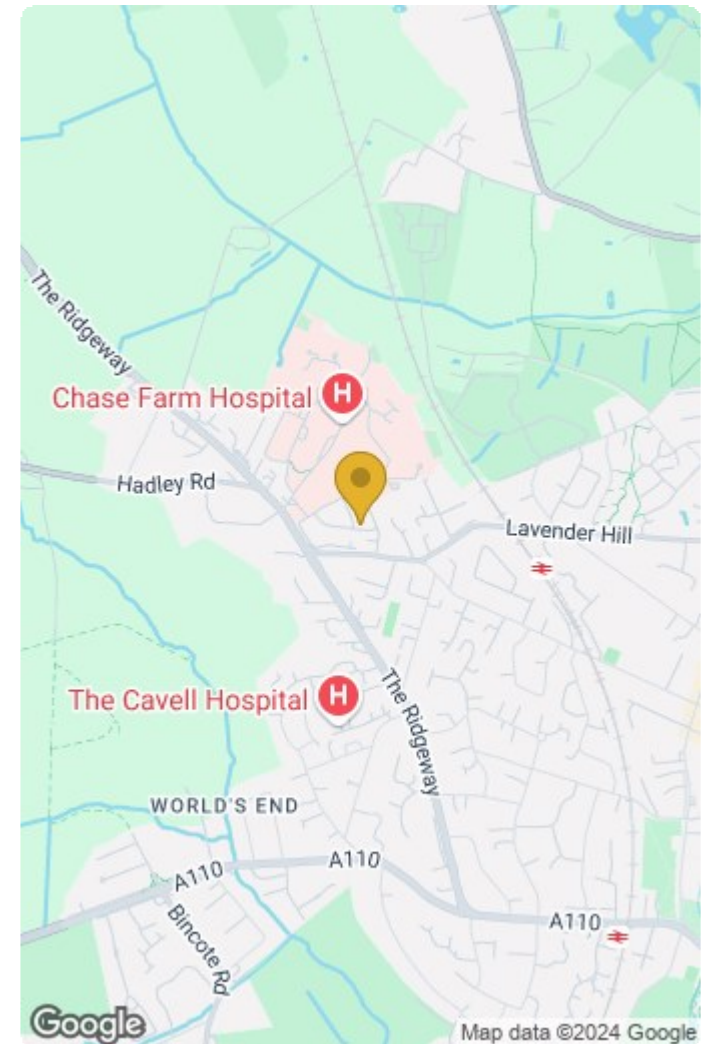 The Ridgeway
Chase Farm Hospital H
Hadley Rd
Lavender Hill
The Cavell Hospital H
The Ridgeway
WORLD'S END
A110
A110
A110
Bincote Rd
Google
Map data ©2024 Google